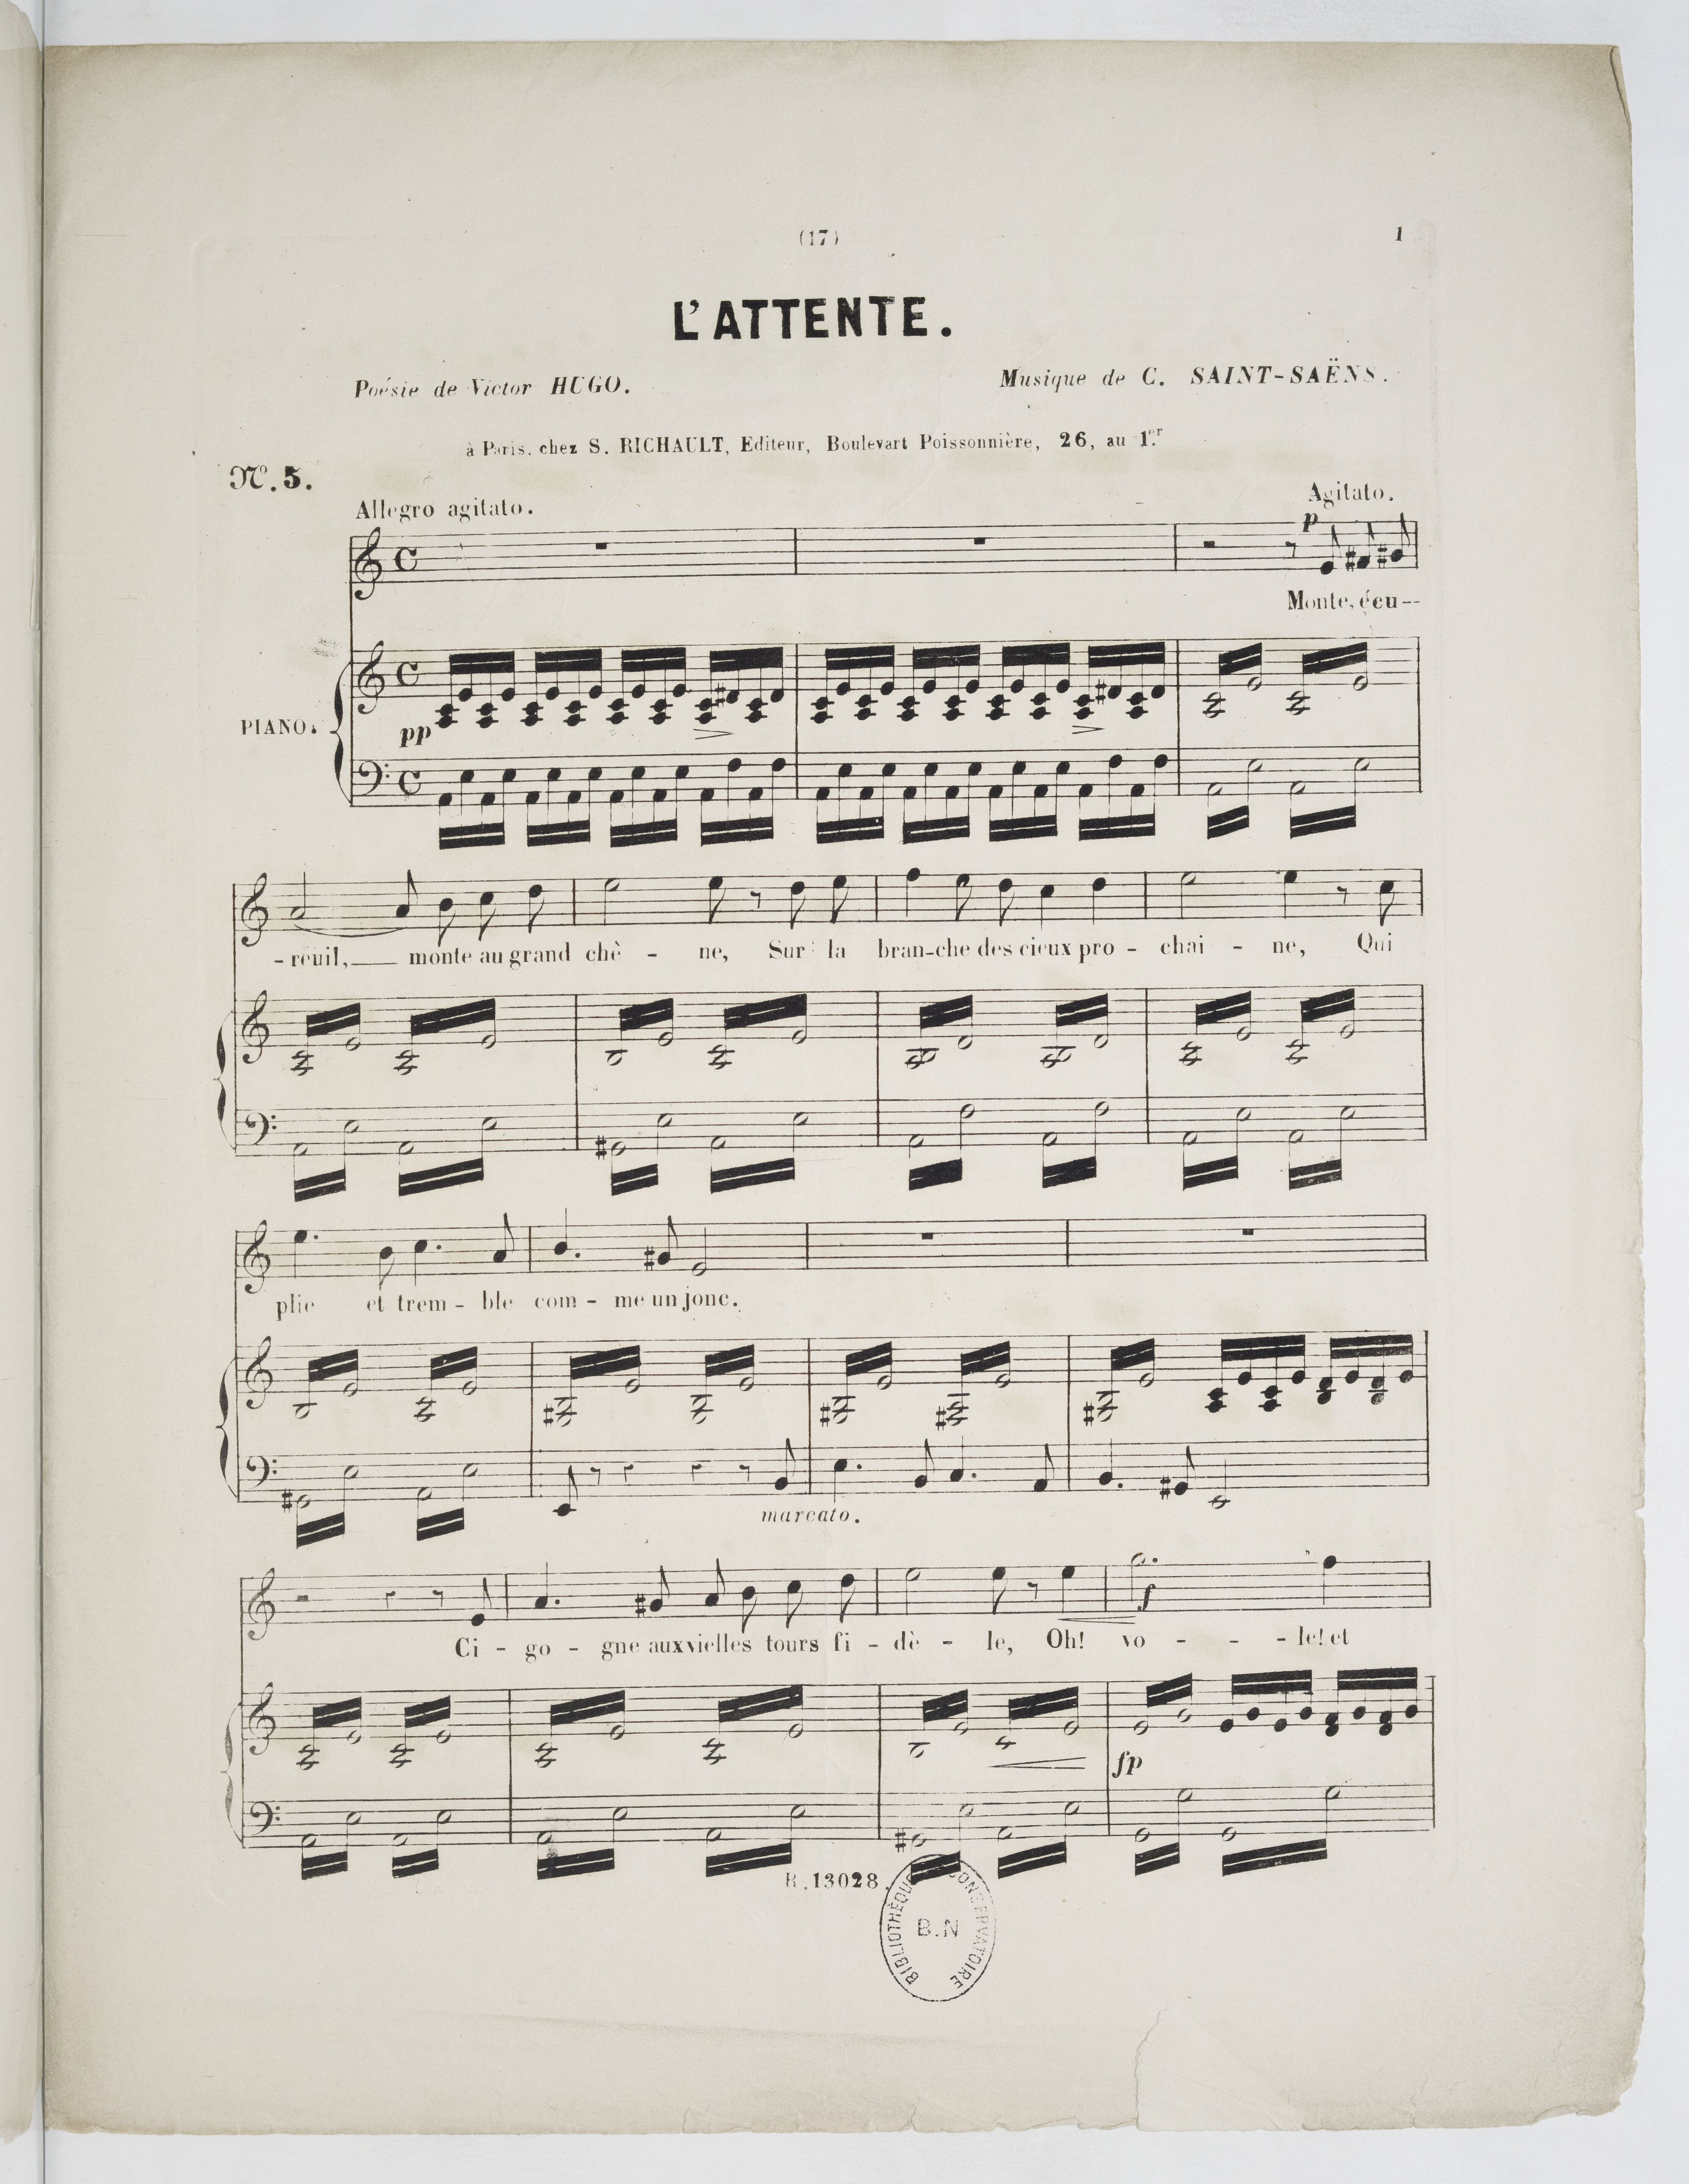 (17)
1
L'ATTENTE.
Poésie de Victor HUGO.
Musique de C. SAINT-SAËNS.
à Paris, chez S. RICHAULT, Editeur, Boulevart Poissonnière, 26, au 1.er
N.5.
Allegro agitato.
Agitato.
p
Monte, écu--
PIANO.
pp
-reuil, monte au grand chè - ne, Sur la bran-che des cieux pro - chai - ne, Qui
plie et trem - ble com - me un jonc.
marcato.
Ci - go - gne aux vielles tours fi - dè - le, Oh! vo - - - le! et
f
fp
R.13028.
BIBLIOTHÈQUE CONSERVATOIRE
B.N